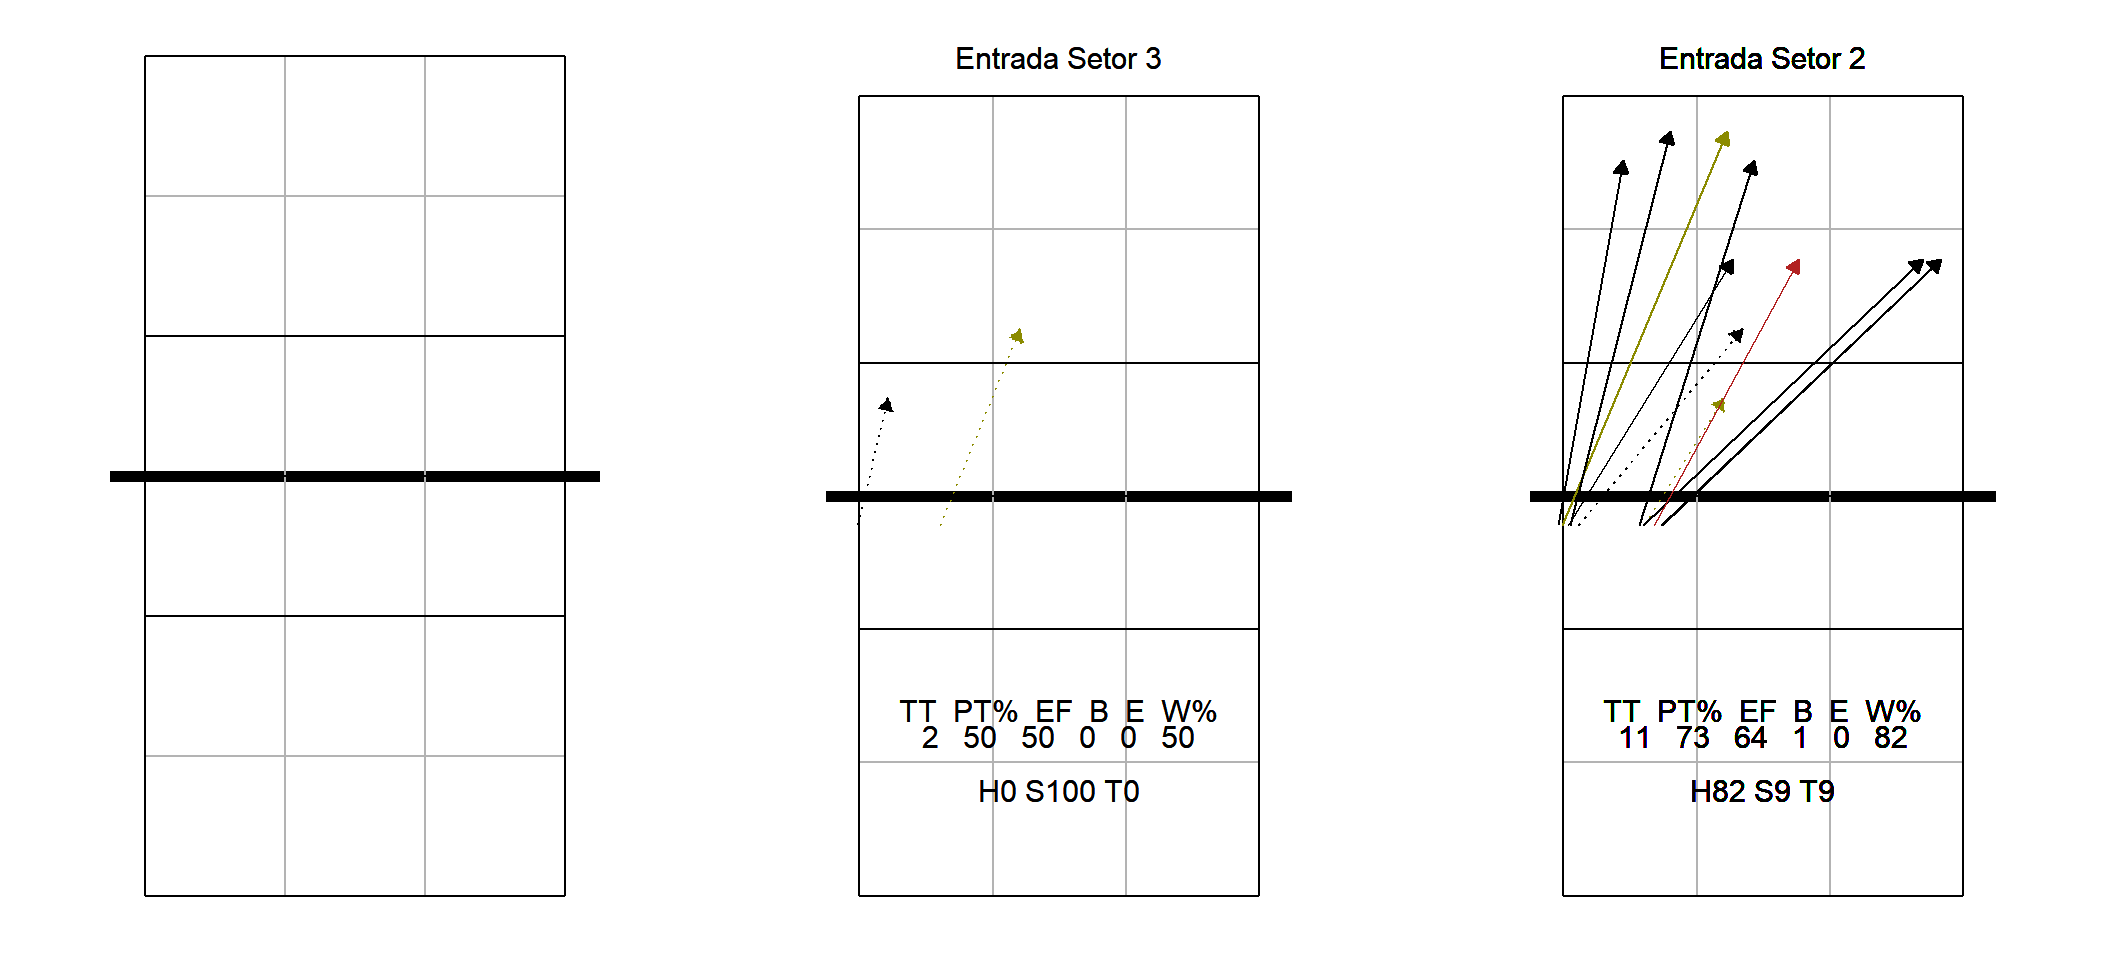 Entrada Setor 3
TT PT% EF B E W%
2 50 50 0 0 50
H0 S100 T0
Entrada Setor 2
TT PT% EF B E W%
11 73 64 1 0 82
H82 S9 T9